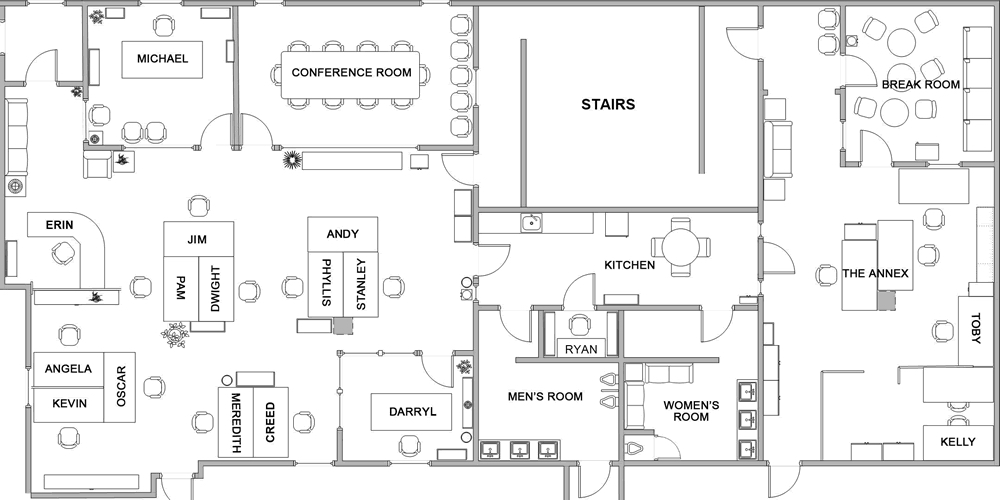 MICHAEL
CONFERENCE ROOM
STAIRS
BREAK ROOM
ERIN
JIM
PAM
DWIGHT
ANDY
PHYLLIS
STANLEY
KITCHEN
THE ANNEX
TOBY
RYAN
ANGELA
KEVIN
OSCAR
MEREDITH
CREED
DARRYL
MEN'S ROOM
WOMEN'S
ROOM
KELLY